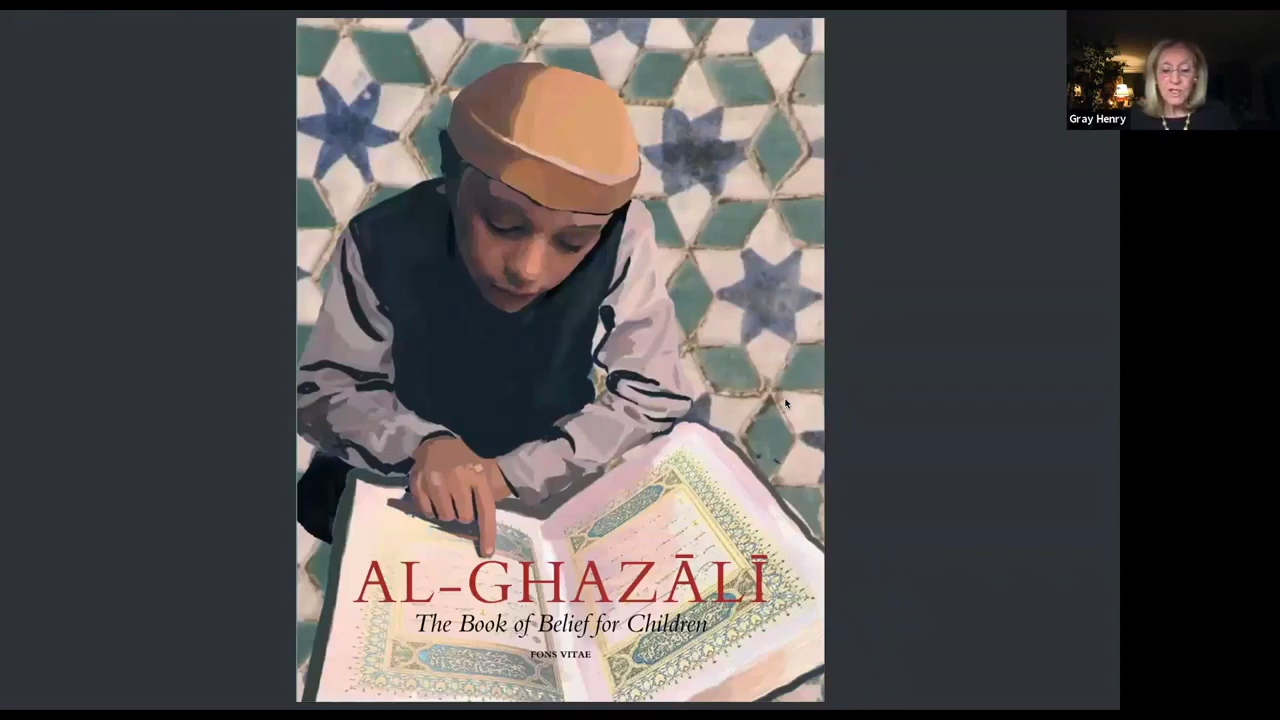 Gray Henry
AL-GHAZĀLĪ
The Book of Belief for Children
FONS VITAE